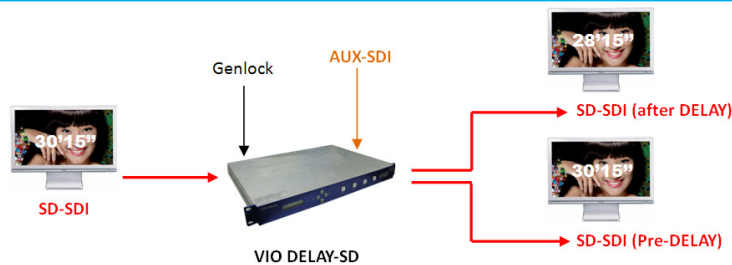 28'15"
AUX-SDI
Genlock
SD-SDI (after DELAY)
30'15"
30'15"
SD-SDI
SD-SDI (Pre-DELAY)
VIO DELAY-SD